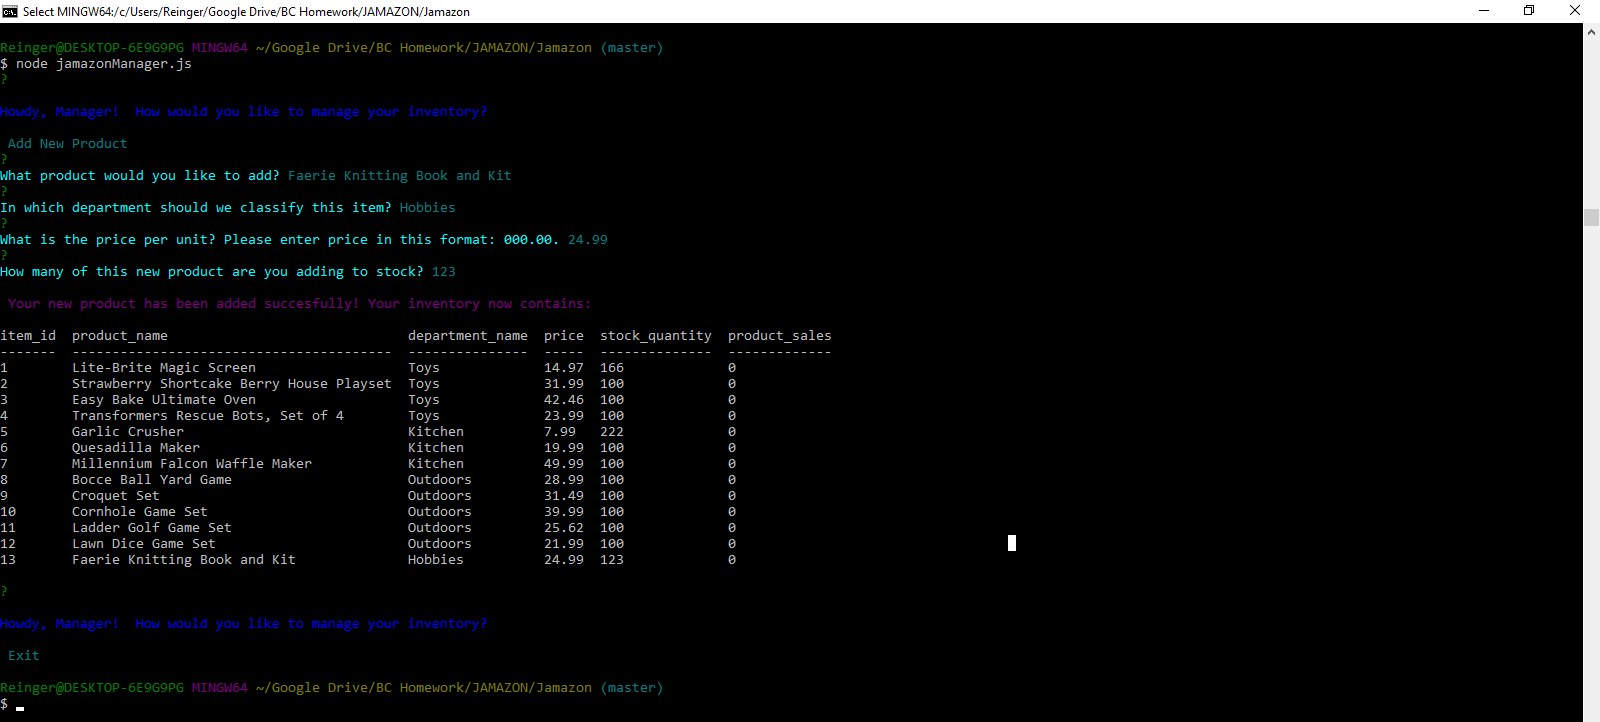 Select MINGW64:/c/Users/Reinger/Google Drive/BC Homework/JAMAZON/Jamazon
Reinger@DESKTOP-6E9G9PG MINGW64 ~/Google Drive/BC Homework/JAMAZON/Jamazon (master)
$ node jamazonManager.js
?
Howdy, Manager!  How would you like to manage your inventory?
Add New Product
?
What product would you like to add? Faerie Knitting Book and Kit
?
In which department should we classify this item? Hobbies
?
What is the price per unit? Please enter price in this format: 000.00. 24.99
?
How many of this new product are you adding to stock? 123
Your new product has been added succesfully! Your inventory now contains:
item_id  product_name                              department_name  price  stock_quantity  product_sales
-------  ----------------------------------------  ---------------  -----  --------------  -------------
1        Lite-Brite Magic Screen                   Toys             14.97  166             0
2        Strawberry Shortcake Berry House Playset  Toys             31.99  100             0
3        Easy Bake Ultimate Oven                   Toys             42.46  100             0
4        Transformers Rescue Bots, Set of 4        Toys             23.99  100             0
5        Garlic Crusher                            Kitchen          7.99   222             0
6        Quesadilla Maker                          Kitchen          19.99  100             0
7        Millennium Falcon Waffle Maker            Kitchen          49.99  100             0
8        Bocce Ball Yard Game                      Outdoors         28.99  100             0
9        Croquet Set                               Outdoors         31.49  100             0
10       Cornhole Game Set                         Outdoors         39.99  100             0
11       Ladder Golf Game Set                      Outdoors         25.62  100             0
12       Lawn Dice Game Set                        Outdoors         21.99  100             0
13       Faerie Knitting Book and Kit              Hobbies          24.99  123             0
?
Howdy, Manager!  How would you like to manage your inventory?
Exit
Reinger@DESKTOP-6E9G9PG MINGW64 ~/Google Drive/BC Homework/JAMAZON/Jamazon (master)
$